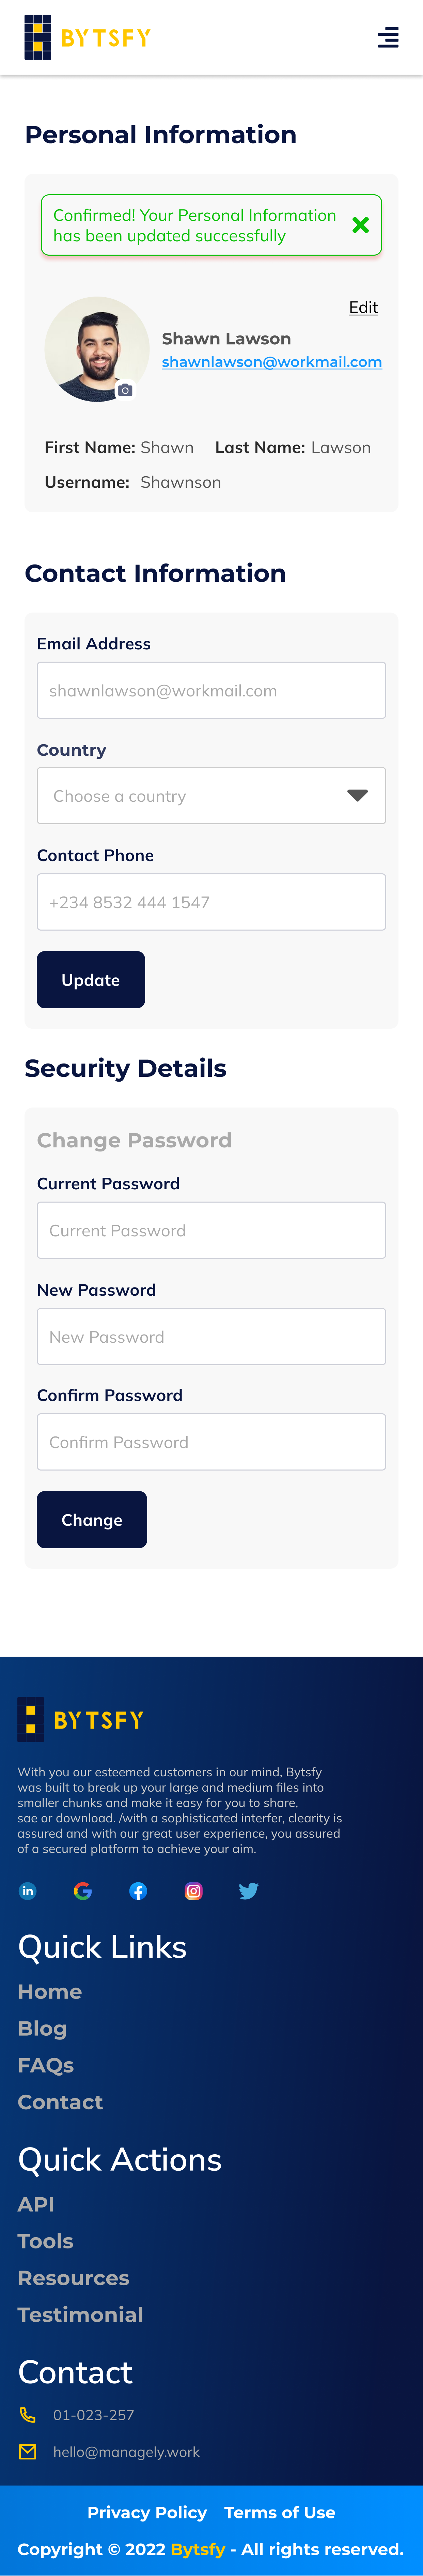 BYTSFY
Personal Information
Confirmed! Your Personal Information
has been updated successfully
Edit
Shawn Lawson
shawnlawson@workmail.com
First Name: Shawn Last Name: Lawson
Username: Shawnson
Contact Information
Email Address
shawnlawson@workmail.com
Country
Choose a country
Contact Phone
+234 8532 444 1547
Update
Security Details
Change Password
Current Password
Current Password
New Password
New Password
Confirm Password
Confirm Password
Change
BYTSFY
With you our esteemed customers in our mind, Bytsfy
was built to break up your large and medium files into
smaller chunks and make it easy for you to share,
sae or download. /with a sophisticated interfer, clearity is
assured and with our great user experience, you assured
of a secured platform to achieve your aim.
in
Quick Links
Home
Blog
FAQs
Contact
Quick Actions
API
Tools
Resources
Testimonial
Contact
01-023-257
hello@managely.work
Privacy Policy Terms of Use
Copyright © 2022 Bytsfy - All rights reserved.